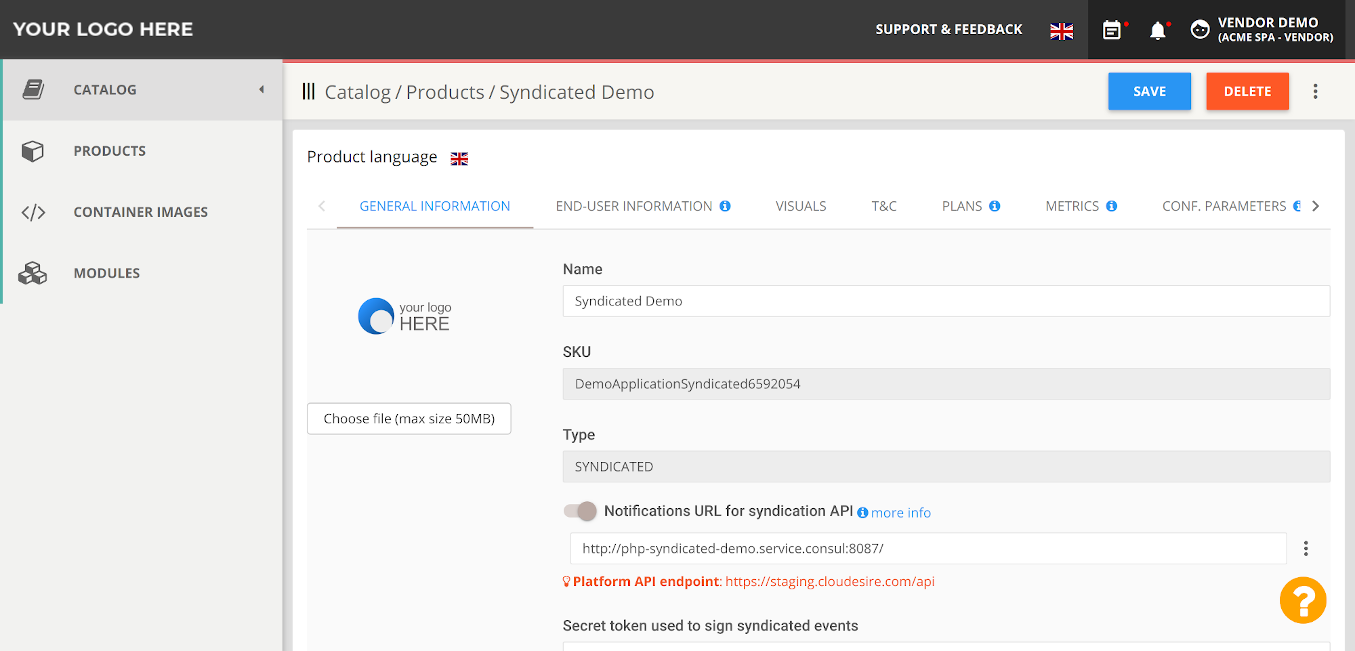 YOUR LOGO HERE
SUPPORT & FEEDBACK
VENDOR DEMO
(ACME SPA - VENDOR)
CATALOG
PRODUCTS
CONTAINER IMAGES
MODULES
Catalog / Products / Syndicated Demo
SAVE
DELETE
Product language
GENERAL INFORMATION
END-USER INFORMATION
VISUALS
T&C
PLANS
METRICS
CONF. PARAMETERS
your logo
HERE
Choose file (max size 50MB)
Name
Syndicated Demo
SKU
DemoApplicationSyndicated6592054
Type
SYNDICATED
Notifications URL for syndication API more info
http://php-syndicated-demo.service.consul:8087/
Platform API endpoint: https://staging.cloudesire.com/api
Secret token used to sign syndicated events